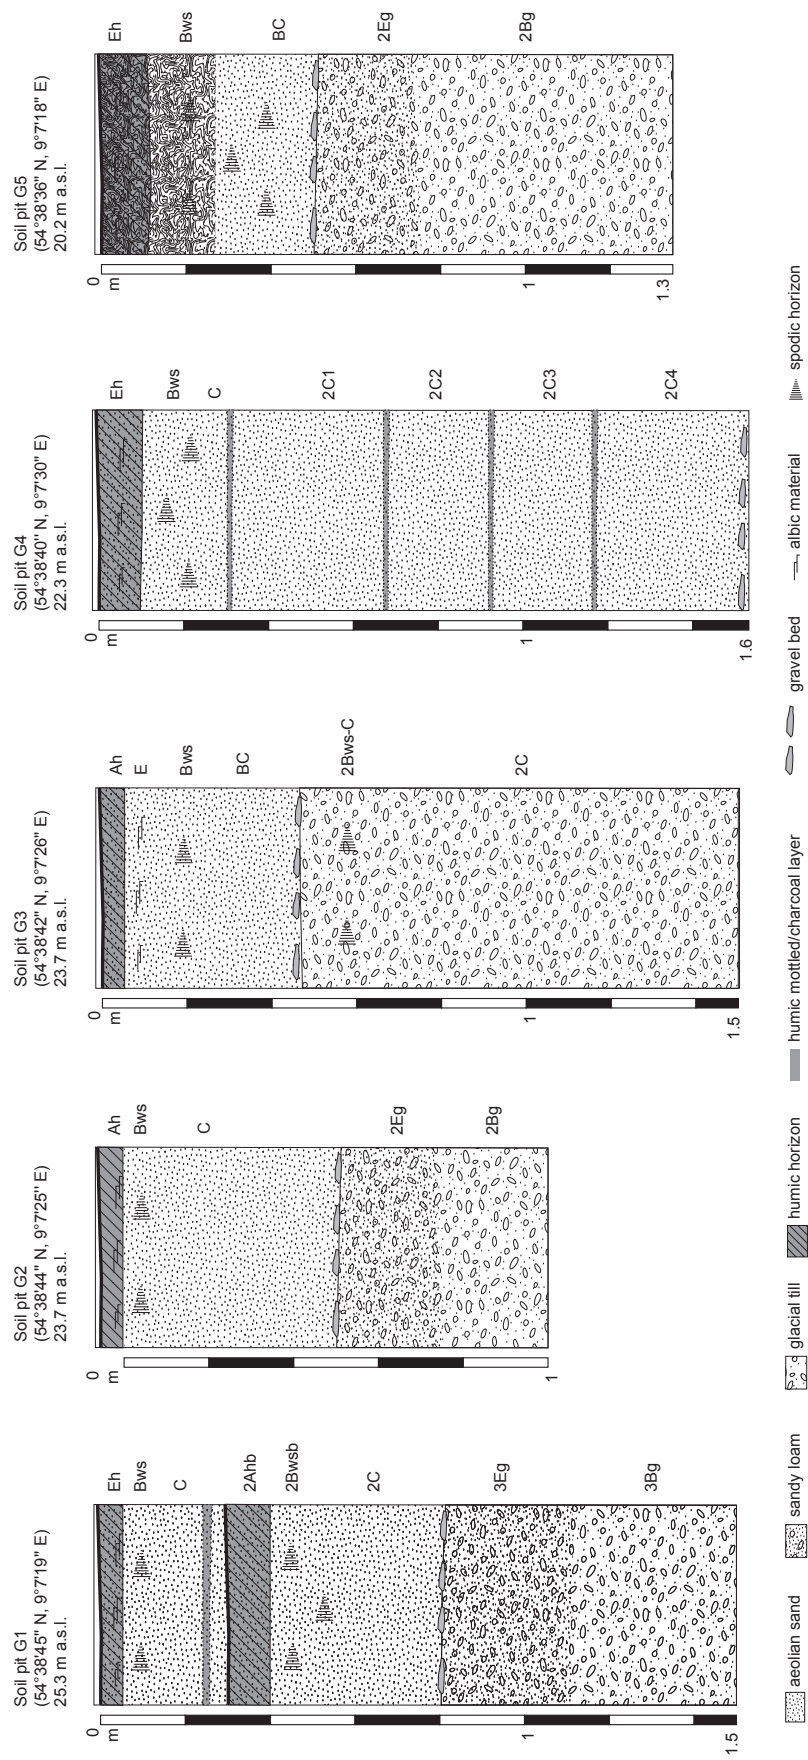 Soil pit G1
(54°38'45" N, 9°7'19" E)
25.3 m a.s.l.
0
m
1
1.5
Eh
Bws
C
2Ahb
2Bwsb
2C
3Eg
3Bg
Soil pit G2
(54°38'44" N, 9°7'25" E)
23.7 m a.s.l.
0
m
1
Ah
Bws
C
2Eg
2Bg
Soil pit G3
(54°38'42" N, 9°7'26" E)
23.7 m a.s.l.
0
m
1
1.5
Ah
E
Bws
BC
2Bws-C
2C
Soil pit G4
(54°38'40" N, 9°7'30" E)
22.3 m a.s.l.
0
m
1
1.6
Eh
Bws
C
2C1
2C2
2C3
2C4
Soil pit G5
(54°38'36" N, 9°7'18" E)
20.2 m a.s.l.
0
m
1
1.3
Eh
Bws
BC
2Eg
2Bg
aeolian sand
sandy loam
glacial till
humic horizon
humic mottled/charcoal layer
gravel bed
albic material
spodic horizon